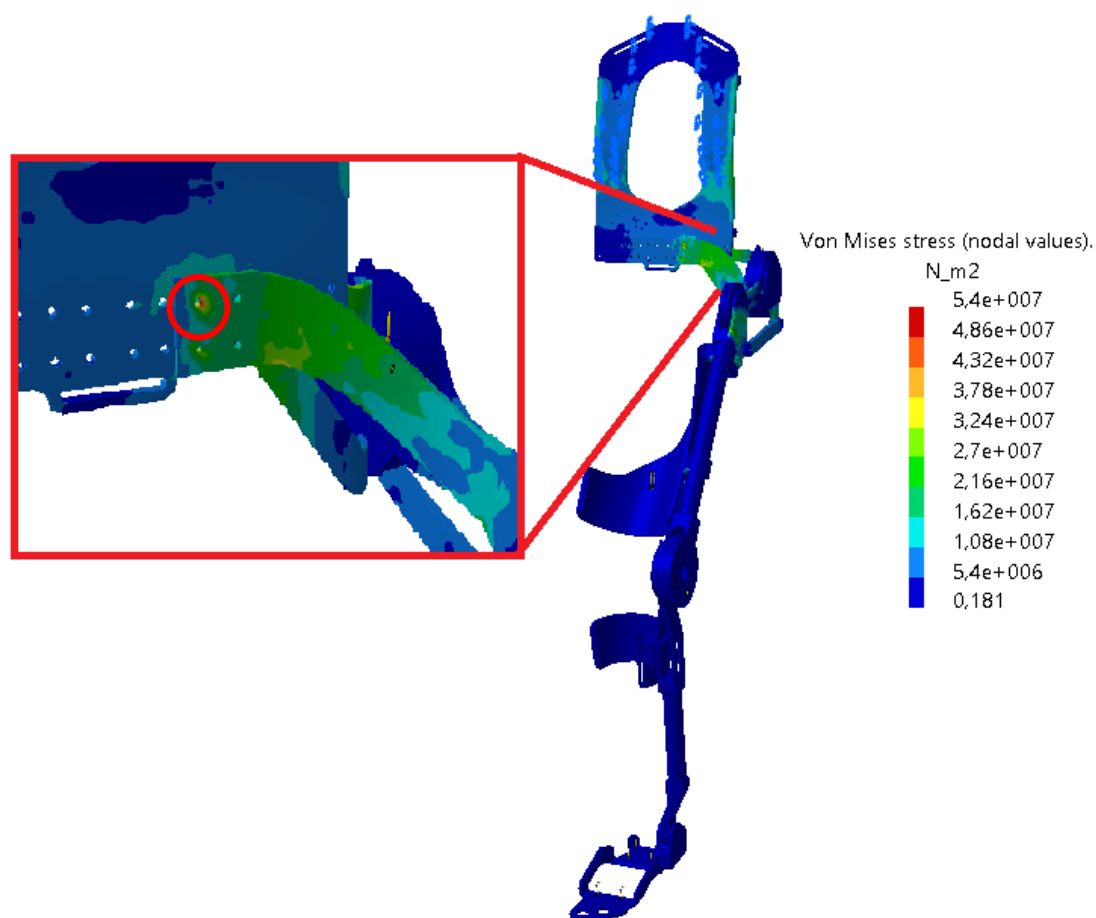 Von Mises stress (nodal values).
N_m2
5,4e+007
4,86e+007
4,32e+007
3,78e+007
3,24e+007
2,7e+007
2,16e+007
1,62e+007
1,08e+007
5,4e+006
0,181